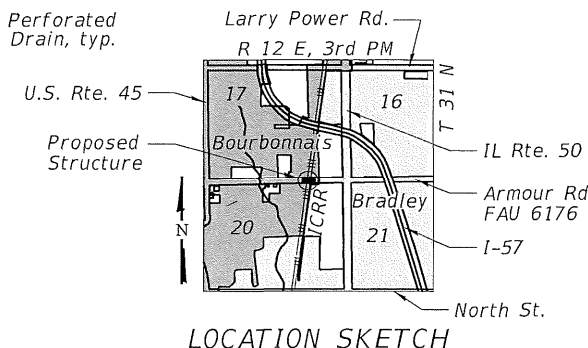 Perforated
Drain, typ.
Larry Power Rd.
R 12 E, 3rd PM
U.S. Rte. 45
17
16
T 31 N
Proposed
Structure
Bourbonnais
IL Rte. 50
Armour Rd
FAU 6176
N
ICRR
Bradley
20
21
I-57
North St.
LOCATION SKETCH